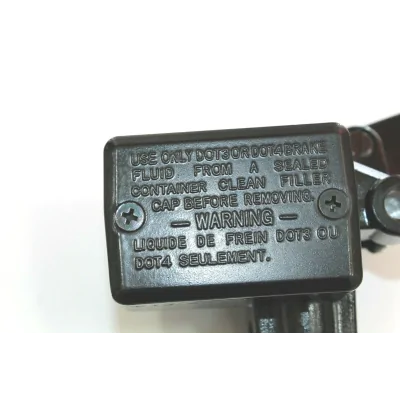 USE ONLY DOT3 OR DOT4 BRAKE
FLUID FROM A SEALED
CONTAINER CLEAN FILLER
CAP BEFORE REMOVING.
— WARNING —
LIQUIDE DE FREIN DOT3 OU
DOT4 SEULEMENT.